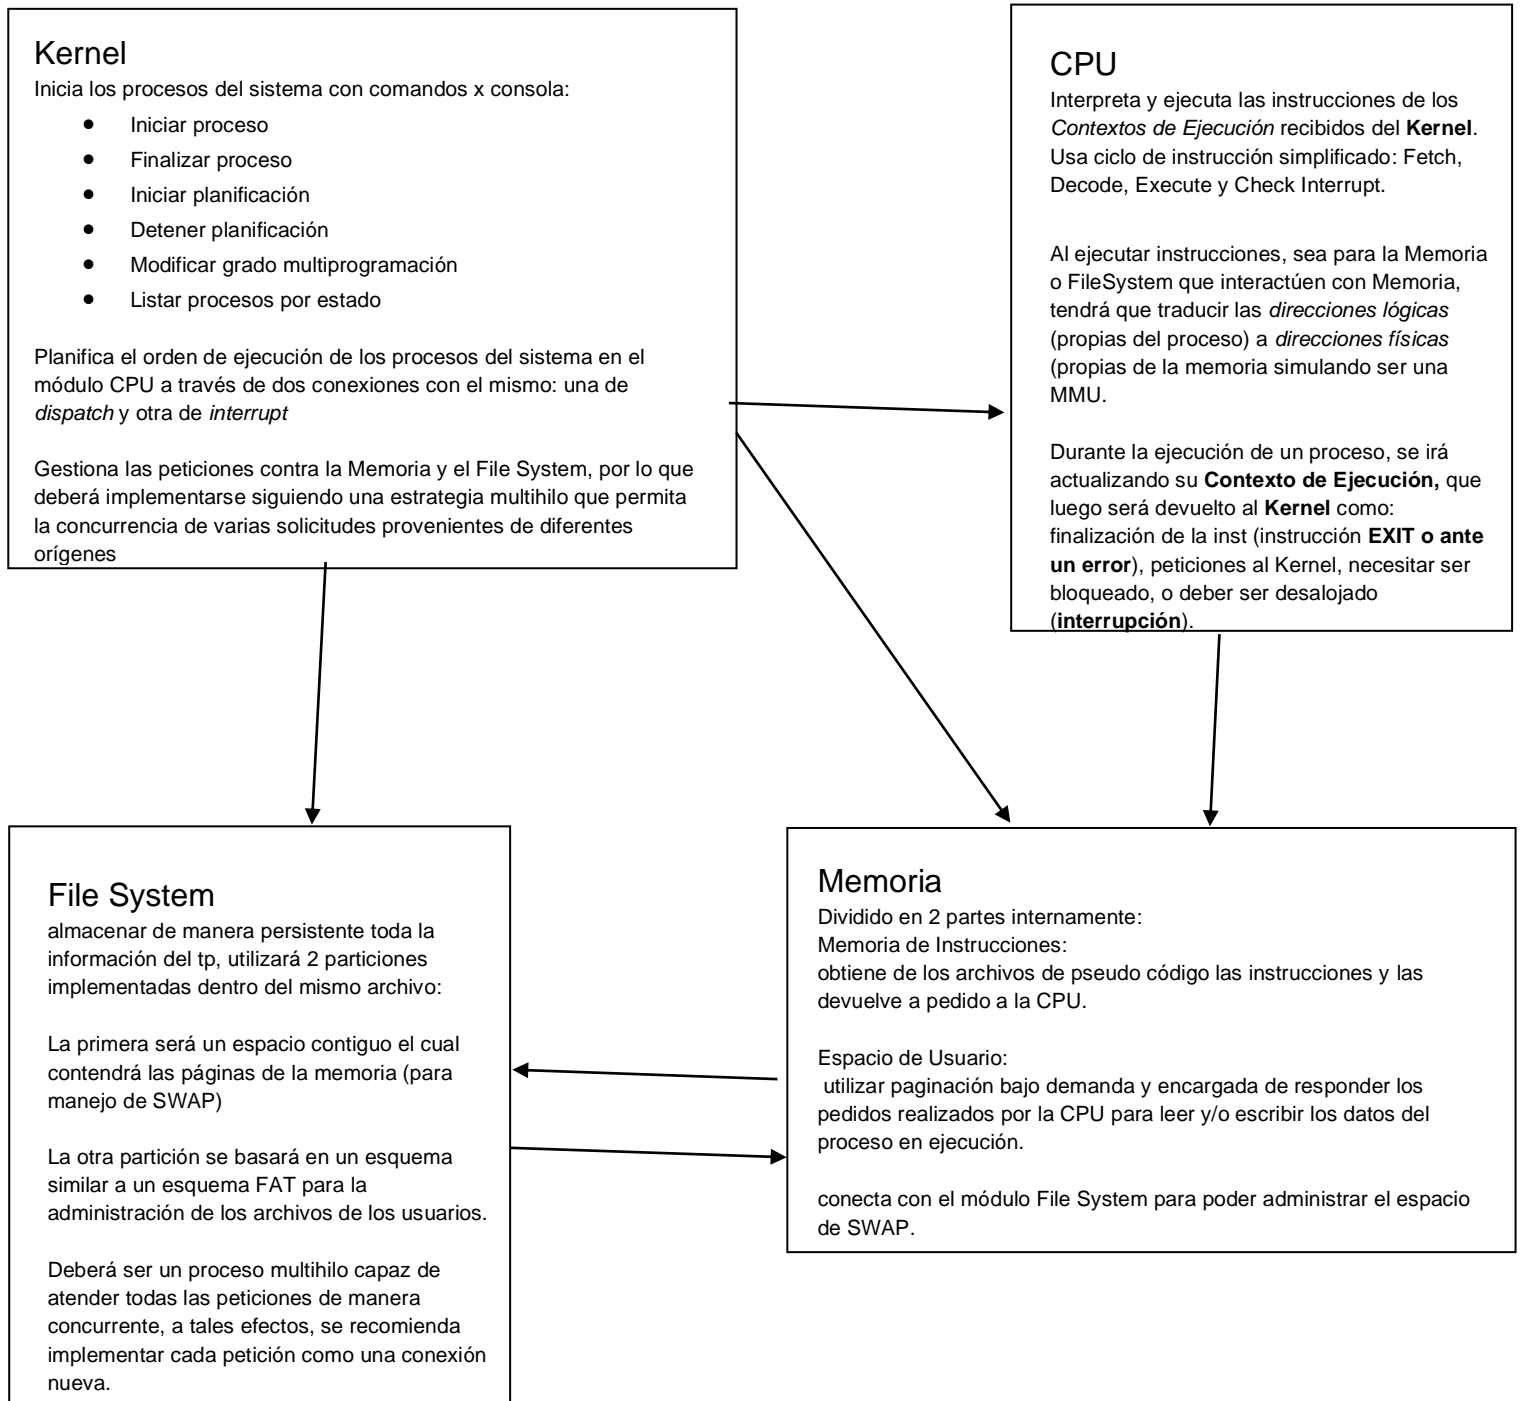 Kernel
Inicia los procesos del sistema con comandos x consola:
● Iniciar proceso
● Finalizar proceso
● Iniciar planificación
● Detener planificación
● Modificar grado multiprogramación
● Listar procesos por estado
Planifica el orden de ejecución de los procesos del sistema en el
módulo CPU a través de dos conexiones con el mismo: una de
dispatch y otra de interrupt
Gestiona las peticiones contra la Memoria y el File System, por lo que
deberá implementarse siguiendo una estrategia multihilo que permita
la concurrencia de varias solicitudes provenientes de diferentes
orígenes
CPU
Interpreta y ejecuta las instrucciones de los
Contextos de Ejecución recibidos del Kernel.
Usa ciclo de instrucción simplificado: Fetch,
Decode, Execute y Check Interrupt.
Al ejecutar instrucciones, sea para la Memoria
o FileSystem que interactúen con Memoria,
tendrá que traducir las direcciones lógicas
(propias del proceso) a direcciones físicas
(propias de la memoria simulando ser una
MMU.
Durante la ejecución de un proceso, se irá
actualizando su Contexto de Ejecución, que
luego será devuelto al Kernel como:
finalización de la inst (instrucción EXIT o ante
un error), peticiones al Kernel, necesitar ser
bloqueado, o deber ser desalojado
(interrupción).
File System
almacenar de manera persistente toda la
información del tp, utilizará 2 particiones
implementadas dentro del mismo archivo:
La primera será un espacio contiguo el cual
contendrá las páginas de la memoria (para
manejo de SWAP)
La otra partición se basará en un esquema
similar a un esquema FAT para la
administración de los archivos de los usuarios.
Deberá ser un proceso multihilo capaz de
atender todas las peticiones de manera
concurrente, a tales efectos, se recomienda
implementar cada petición como una conexión
nueva.
Memoria
Dividido en 2 partes internamente:
Memoria de Instrucciones:
obtiene de los archivos de pseudo código las instrucciones y las
devuelve a pedido a la CPU.
Espacio de Usuario:
utilizar paginación bajo demanda y encargada de responder los
pedidos realizados por la CPU para leer y/o escribir los datos del
proceso en ejecución.
conecta con el módulo File System para poder administrar el espacio
de SWAP.